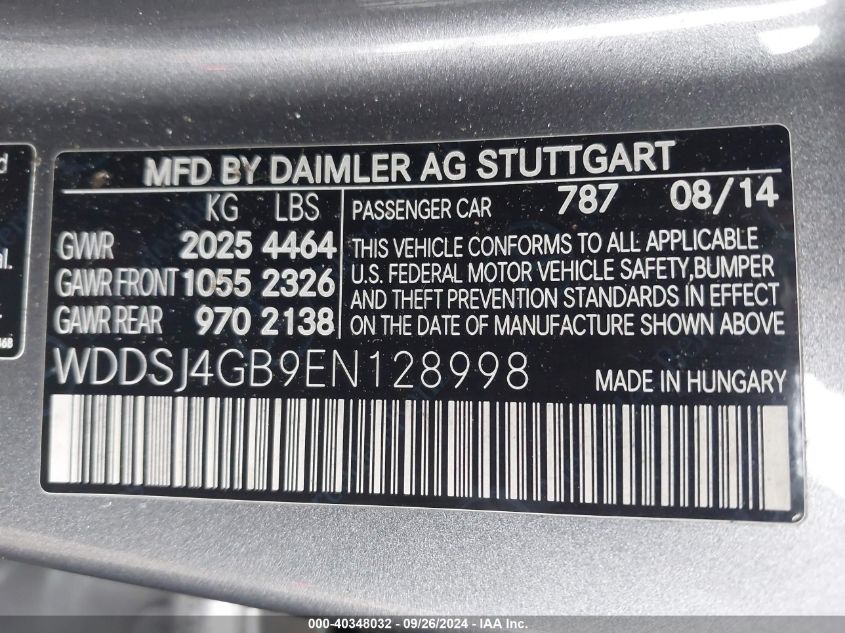 MFD BY DAIMLER AG STUTTGART
KG LBS
GVWR 2025 4464
GAWR FRONT 1055 2326
GAWR REAR 970 2138
PASSENGER CAR 787 08/14
THIS VEHICLE CONFORMS TO ALL APPLICABLE
U.S. FEDERAL MOTOR VEHICLE SAFETY,BUMPER
AND THEFT PREVENTION STANDARDS IN EFFECT
ON THE DATE OF MANUFACTURE SHOWN ABOVE
WDDSJ4GB9EN128998
MADE IN HUNGARY
000-40348032 - 09/26/2024 - IAA Inc.